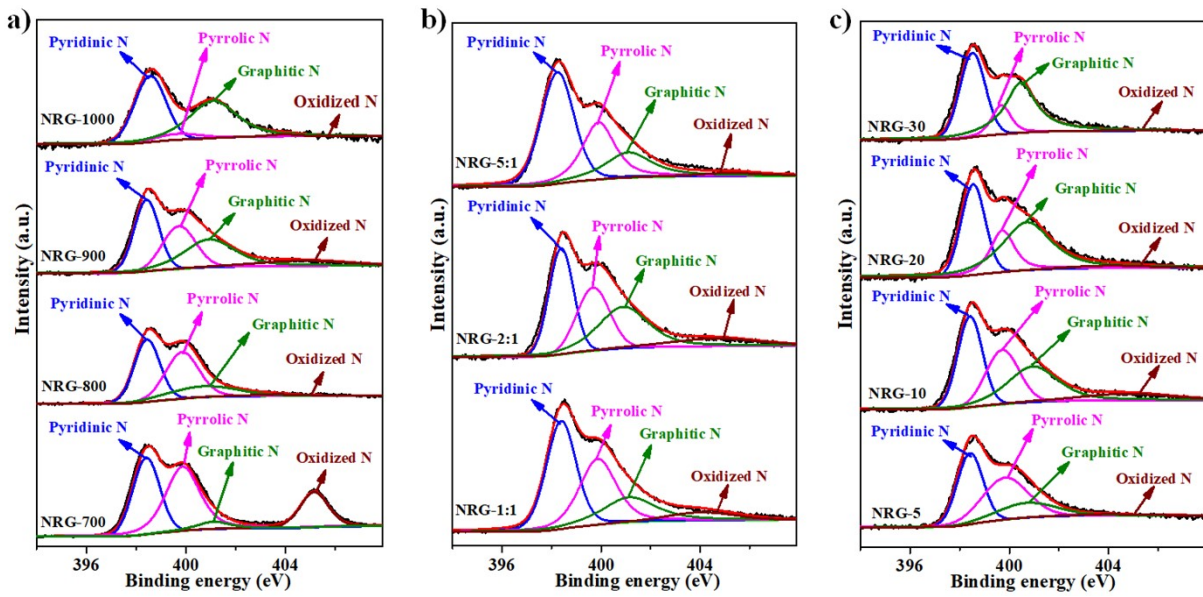 a)
Intensity (a.u.)
Pyridinic N
Pyrrolic N
Graphitic N
Oxidized N
NRG-1000
Pyridinic N
Pyrrolic N
Graphitic N
Oxidized N
NRG-900
Pyridinic N
Pyrrolic N
Graphitic N
Oxidized N
NRG-800
Pyridinic N
Pyrrolic N
Graphitic N
Oxidized N
NRG-700
396 400 404
Binding energy (eV)
b)
Intensity (a.u.)
Pyridinic N
Pyrrolic N
Graphitic N
Oxidized N
NRG-5:1
Pyridinic N
Pyrrolic N
Graphitic N
Oxidized N
NRG-2:1
Pyridinic N
Pyrrolic N
Graphitic N
Oxidized N
NRG-1:1
396 400 404
Binding energy (eV)
c)
Intensity (a.u.)
Pyridinic N
Pyrrolic N
Graphitic N
Oxidized N
NRG-30
Pyridinic N
Pyrrolic N
Graphitic N
Oxidized N
NRG-20
Pyridinic N
Pyrrolic N
Graphitic N
Oxidized N
NRG-10
Pyridinic N
Pyrrolic N
Graphitic N
Oxidized N
NRG-5
396 400 404
Binding energy (eV)